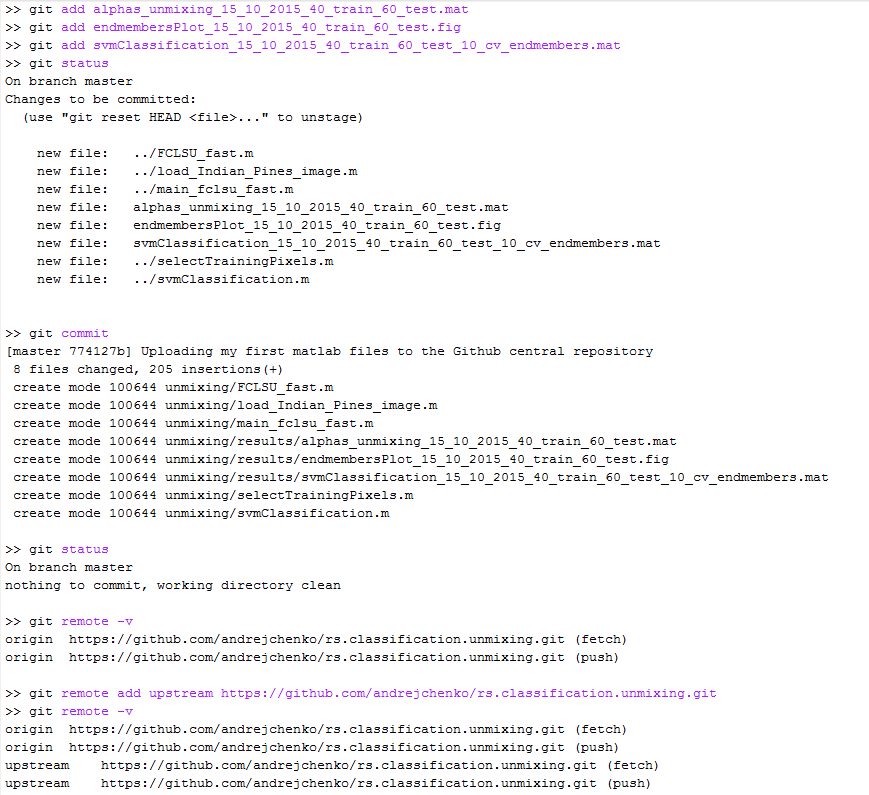 >> git add alphas_unmixing_15_10_2015_40_train_60_test.mat
>> git add endmembersPlot_15_10_2015_40_train_60_test.fig
>> git add svmClassification_15_10_2015_40_train_60_test_10_cv_endmembers.mat
>> git status
On branch master
Changes to be committed:
  (use "git reset HEAD <file>..." to unstage)
    new file:   ../FCLSU_fast.m
    new file:   ../load_Indian_Pines_image.m
    new file:   ../main_fclsu_fast.m
    new file:   alphas_unmixing_15_10_2015_40_train_60_test.mat
    new file:   endmembersPlot_15_10_2015_40_train_60_test.fig
    new file:   svmClassification_15_10_2015_40_train_60_test_10_cv_endmembers.mat
    new file:   ../selectTrainingPixels.m
    new file:   ../svmClassification.m
>> git commit
[master 774127b] Uploading my first matlab files to the Github central repository
 8 files changed, 205 insertions(+)
 create mode 100644 unmixing/FCLSU_fast.m
 create mode 100644 unmixing/load_Indian_Pines_image.m
 create mode 100644 unmixing/main_fclsu_fast.m
 create mode 100644 unmixing/results/alphas_unmixing_15_10_2015_40_train_60_test.mat
 create mode 100644 unmixing/results/endmembersPlot_15_10_2015_40_train_60_test.fig
 create mode 100644 unmixing/results/svmClassification_15_10_2015_40_train_60_test_10_cv_endmembers.mat
 create mode 100644 unmixing/selectTrainingPixels.m
 create mode 100644 unmixing/svmClassification.m
>> git status
On branch master
nothing to commit, working directory clean
>> git remote -v
origin  https://github.com/andrejchenko/rs.classification.unmixing.git (fetch)
origin  https://github.com/andrejchenko/rs.classification.unmixing.git (push)
>> git remote add upstream https://github.com/andrejchenko/rs.classification.unmixing.git
>> git remote -v
origin  https://github.com/andrejchenko/rs.classification.unmixing.git (fetch)
origin  https://github.com/andrejchenko/rs.classification.unmixing.git (push)
upstream    https://github.com/andrejchenko/rs.classification.unmixing.git (fetch)
upstream    https://github.com/andrejchenko/rs.classification.unmixing.git (push)